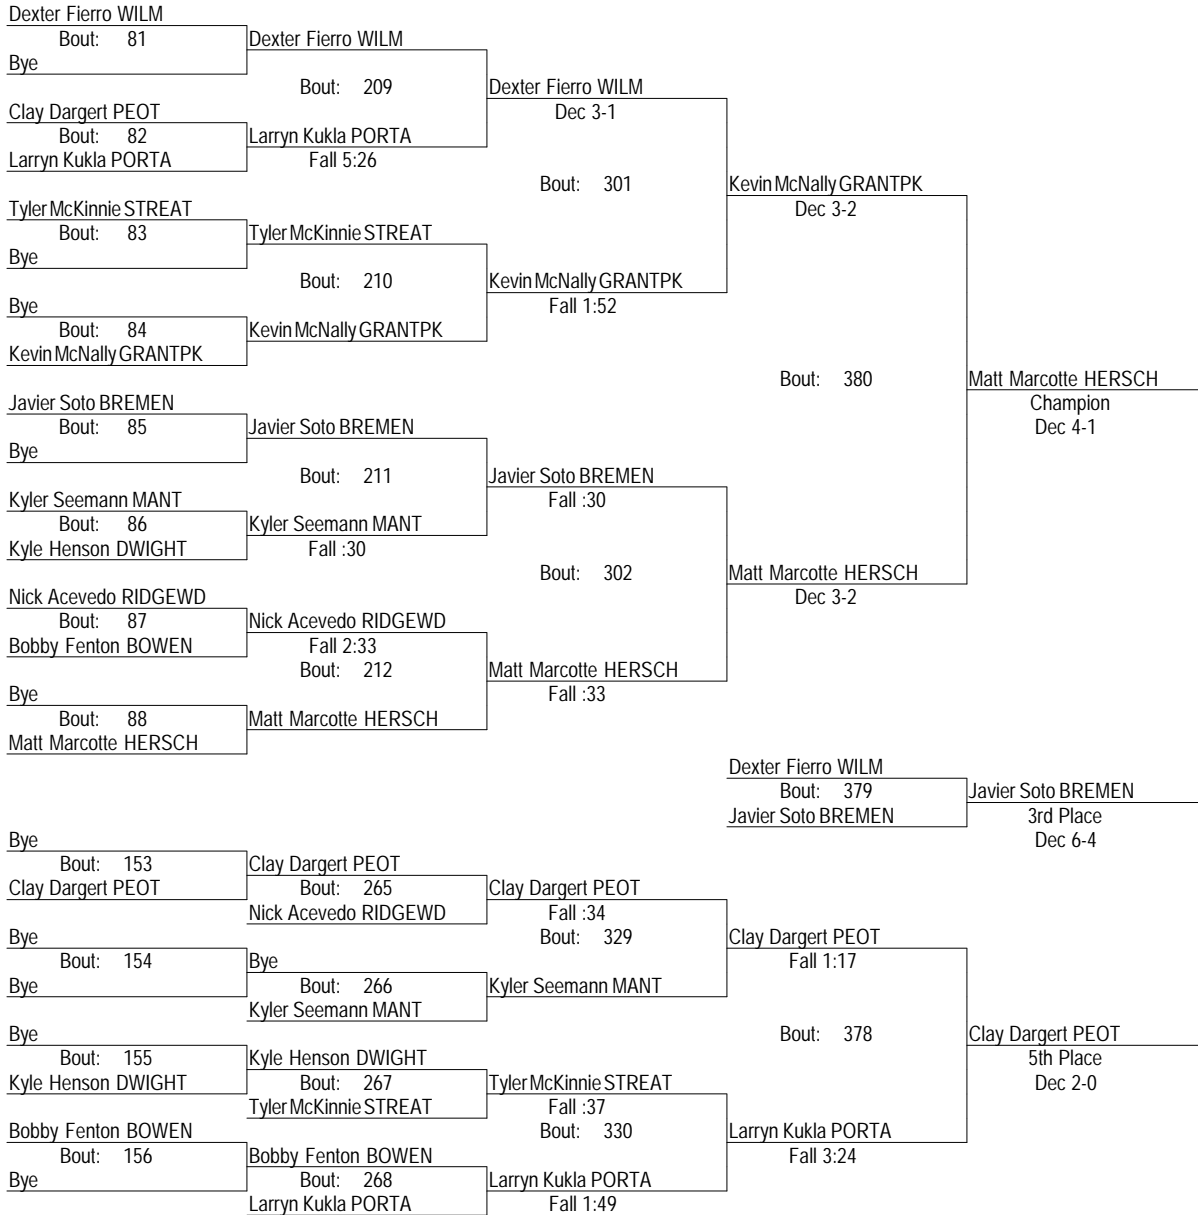 Dexter Fierro WILM
Bout: 81
Dexter Fierro WILM
Bye
Bout: 209
Dexter Fierro WILM
Clay Dargert PEOT
Dec 3-1
Bout: 82
Larryn Kukla PORTA
Larryn Kukla PORTA
Fall 5:26
Bout: 301
Kevin McNally GRANTPK
Tyler McKinnie STREAT
Dec 3-2
Bout: 83
Tyler McKinnie STREAT
Bye
Bout: 210
Kevin McNally GRANTPK
Bye
Fall 1:52
Bout: 84
Kevin McNally GRANTPK
Kevin McNally GRANTPK
Bout: 380
Matt Marcotte HERSCH
Javier Soto BREMEN
Champion
Bout: 85
Javier Soto BREMEN
Dec 4-1
Bye
Bout: 211
Javier Soto BREMEN
Kyler Seemann MANT
Fall :30
Bout: 86
Kyler Seemann MANT
Kyle Henson DWIGHT
Fall :30
Bout: 302
Matt Marcotte HERSCH
Nick Acevedo RIDGEWD
Dec 3-2
Bout: 87
Nick Acevedo RIDGEWD
Bobby Fenton BOWEN
Fall 2:33
Bout: 212
Matt Marcotte HERSCH
Bye
Fall :33
Bout: 88
Matt Marcotte HERSCH
Matt Marcotte HERSCH
Dexter Fierro WILM
Bout: 379
Javier Soto BREMEN
Javier Soto BREMEN
3rd Place
Dec 6-4
Bye
Bout: 153
Clay Dargert PEOT
Clay Dargert PEOT
Bout: 265
Clay Dargert PEOT
Nick Acevedo RIDGEWD
Fall :34
Bye
Bout: 329
Clay Dargert PEOT
Bout: 154
Bye
Fall 1:17
Bye
Bout: 266
Kyler Seemann MANT
Kyler Seemann MANT
Bye
Bout: 378
Clay Dargert PEOT
Bout: 155
Kyle Henson DWIGHT
5th Place
Kyle Henson DWIGHT
Bout: 267
Tyler McKinnie STREAT
Dec 2-0
Tyler McKinnie STREAT
Fall :37
Bobby Fenton BOWEN
Bout: 330
Larryn Kukla PORTA
Bout: 156
Bobby Fenton BOWEN
Fall 3:24
Bye
Bout: 268
Larryn Kukla PORTA
Larryn Kukla PORTA
Fall 1:49